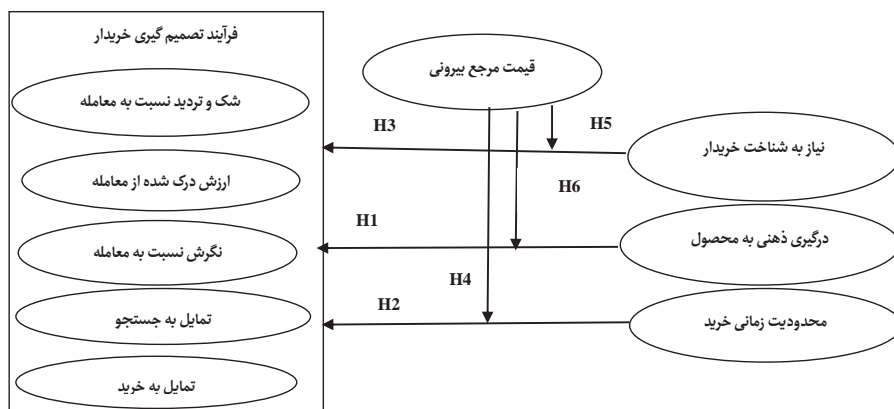 فرآیند تصمیم گیری خریدار
قیمت مرجع بیرونی
شک و تردید نسبت به معامله
H3
H5
نیاز به شناخت خریدار
ارزش درک شده از معامله
H6
H1
درگیری ذهنی به محصول
نگرش نسبت به معامله
H4
H2
محدودیت زمانی خرید
تمایل به جستجو
تمایل به خرید